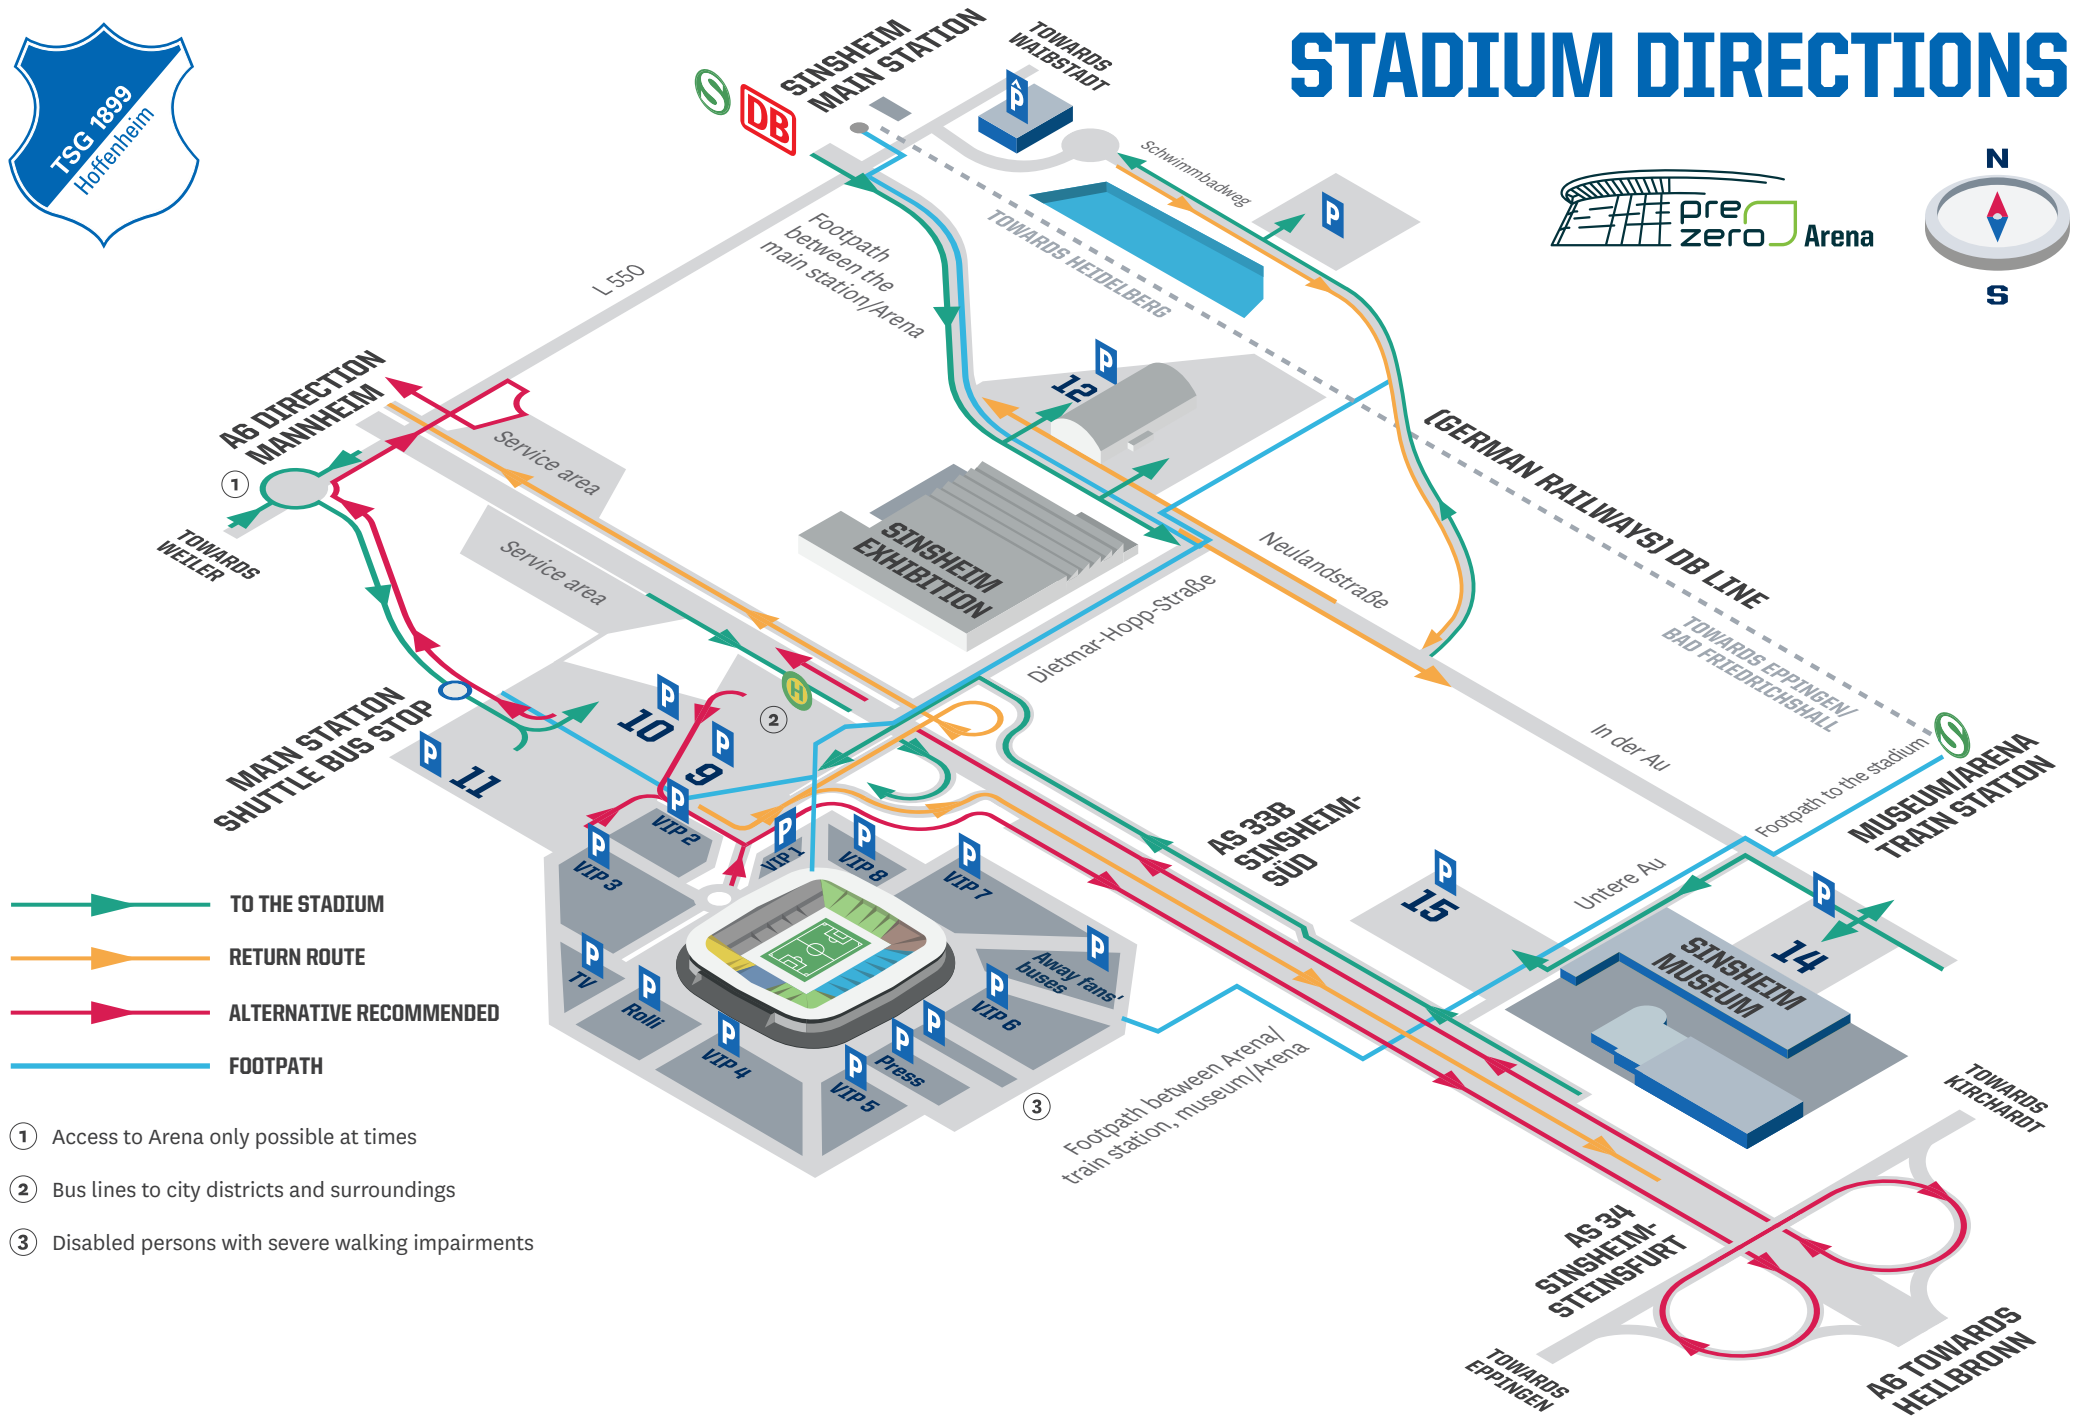 STADIUM DIRECTIONS
TSG 1899
Hoffenheim
SINSHEIM
MAIN STATION
S
DB
TOWARDS
WAIBSTADT
P
Schwimmbadweg
P
pre
zero Arena
N
S
Footpath
between the
main station/Arena
TOWARDS HEIDELBERG
L 550
A6 DIRECTION
MANNHEIM
1
TOWARDS
WEILER
Service area
Service area
P
12
SINSHEIM
EXHIBITION
(GERMAN RAILWAYS) DB LINE
Neulandstraße
Dietmar-Hopp-Straße
TOWARDS EPPINGEN/
BAD FRIEDRICHSHALL
In der Au
S
MUSEUM/ARENA
TRAIN STATION
Footpath to the stadium
MAIN STATION
SHUTTLE BUS STOP
P
10
H
2
P
9
P
11
P
VIP 2
P
VIP 1
P
VIP 8
P
VIP 7
P
VIP 3
P
TV
P
Rolli
P
VIP 4
P
VIP 5
P
Press
P
P
VIP 6
P
Away fans'
buses
3
AS 33B
SINSHEIM-
SÜD
P
15
Untere Au
P
14
SINSHEIM
MUSEUM
Footpath between Arena/
train station, museum/Arena
TOWARDS
KIRCHARDT
AS 34
SINSHEIM-
STEINSFURT
TOWARDS
EPPINGEN
A6 TOWARDS
HEILBRONN
TO THE STADIUM
RETURN ROUTE
ALTERNATIVE RECOMMENDED
FOOTPATH
1 Access to Arena only possible at times
2 Bus lines to city districts and surroundings
3 Disabled persons with severe walking impairments